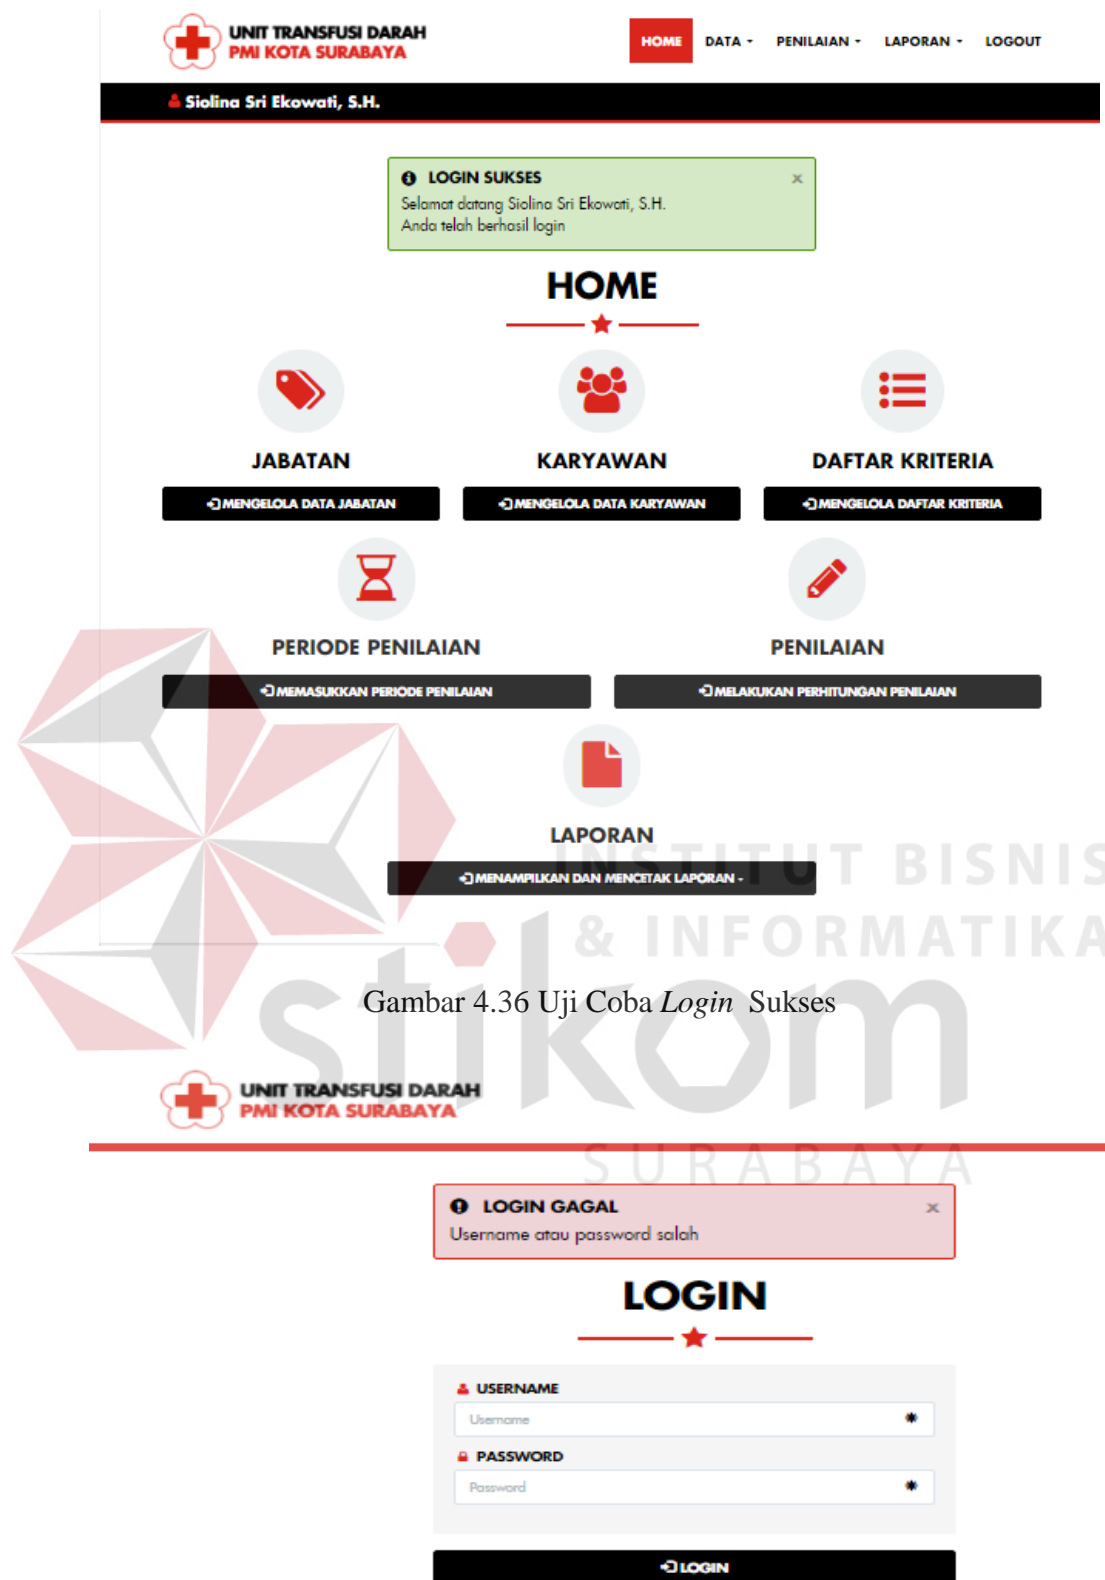 UNIT TRANSFUSI DARAH
PMI KOTA SURABAYA
HOME DATA PENILAIAN LAPORAN LOGOUT
Siolina Sri Ekowati, S.H.
LOGIN SUKSES ×
Selamat datang Siolina Sri Ekowati, S.H.
Anda telah berhasil login
HOME
JABATAN KARYAWAN DAFTAR KRITERIA
MENGELOLA DATA JABATAN MENGELOLA DATA KARYAWAN MENGELOLA DAFTAR KRITERIA
PERIODE PENILAIAN PENILAIAN
MEMASUKKAN PERIODE PENILAIAN MELAKUKAN PERHITUNGAN PENILAIAN
LAPORAN
MENAMPILKAN DAN MENCETAK LAPORAN
INSTITUT BISNIS
& INFORMATIKA
stikom
SURABAYA
Gambar 4.36 Uji Coba Login Sukses
UNIT TRANSFUSI DARAH
PMI KOTA SURABAYA
LOGIN GAGAL ×
Username atau password salah
LOGIN
USERNAME
Username
PASSWORD
Password
LOGIN